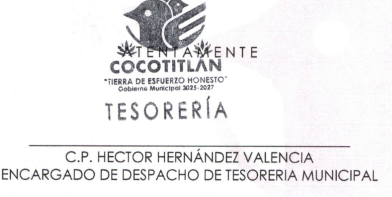 ATENTAMENTE
COCOTITLÁN
"TIERRA DE ESFUERZO HONESTO"
Gobierno Municipal 2025-2027
TESORERÍA
C.P. HECTOR HERNÁNDEZ VALENCIA
ENCARGADO DE DESPACHO DE TESORERIA MUNICIPAL